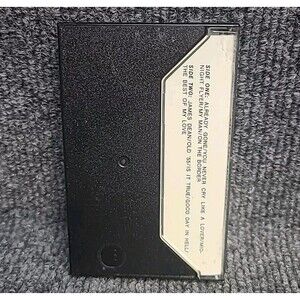 SIDE ONE: ALREADY GONE/YOU NEVER CRY LIKE A LOVER/MID-
NIGHT FLYER/MY MAN/ON THE BORDER
SIDE TWO: JAMES DEAN/OL' '55/IS IT TRUE/GOOD DAY IN HELL/
THE BEST OF MY LOVE